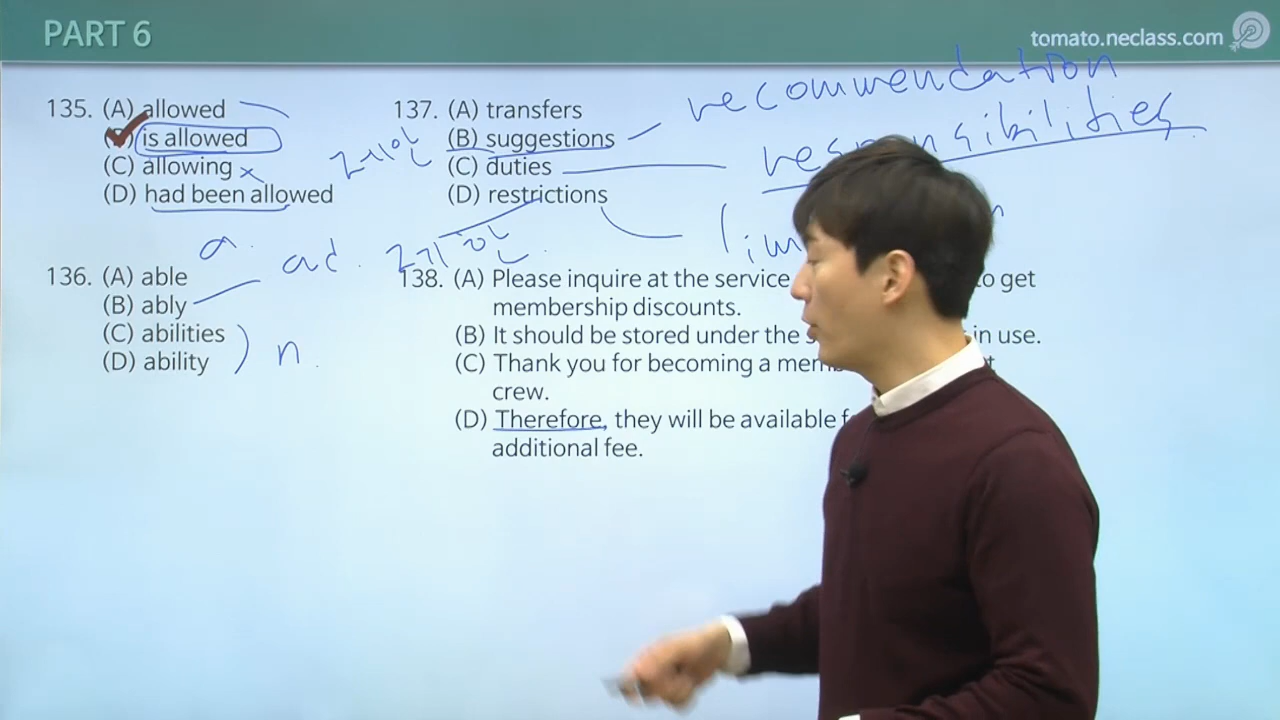 PART 6
tomato.neclass.com
135. (A) allowed
(B) is allowed
(C) allowing
(D) had been allowed
136. (A) able
(B) ably
(C) abilities
(D) ability
a.
ad.
n.
137. (A) transfers
(B) suggestions
(C) duties
(D) restrictions
recommendation
responsibilities
138. (A) Please inquire at the service to get
membership discounts.
(B) It should be stored under the in use.
(C) Thank you for becoming a
crew.
(D) Therefore, they will be available
additional fee.